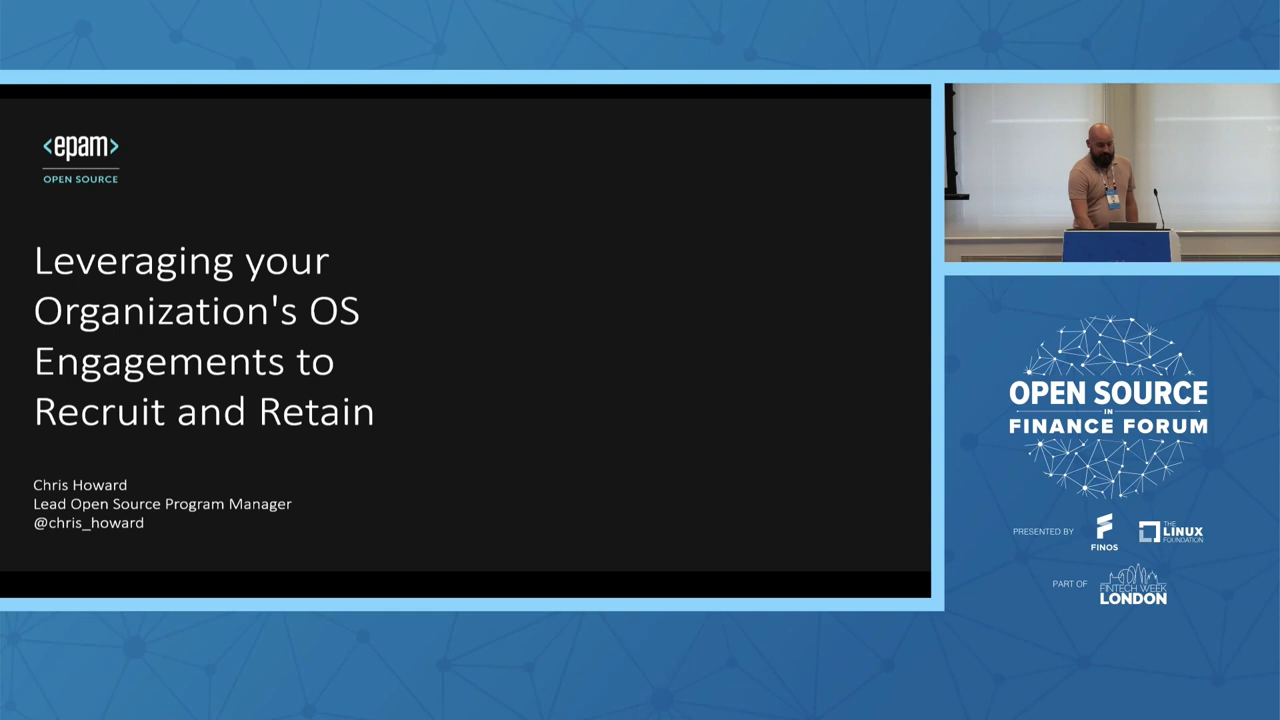 <epam>
OPEN SOURCE
Leveraging your
Organization's OS
Engagements to
Recruit and Retain
Chris Howard
Lead Open Source Program Manager
@chris_howard
OPEN SOURCE
IN
FINANCE FORUM
PRESENTED BY
FINOS
THE
LINUX
FOUNDATION
PART OF
FINTECH WEEK
LONDON